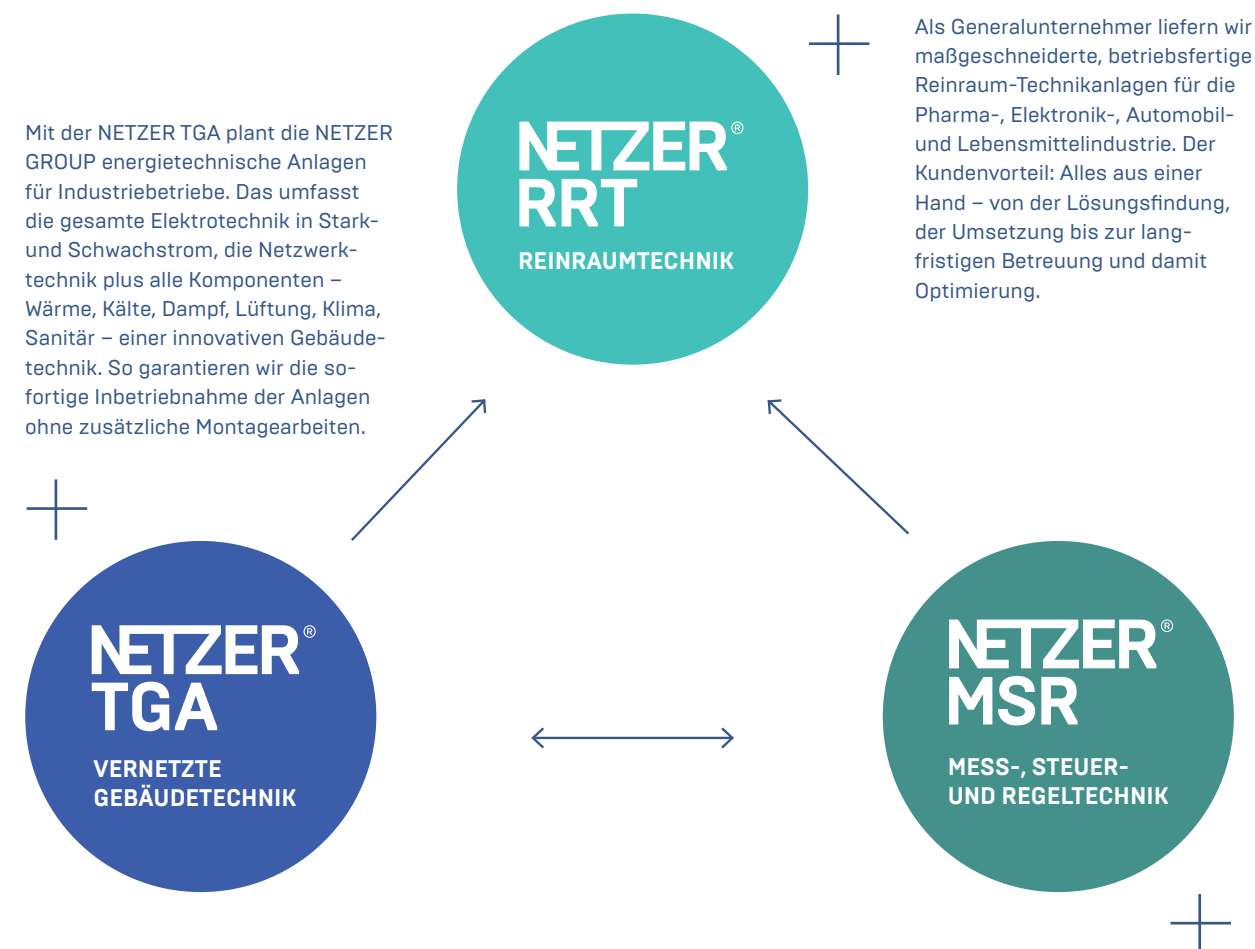 Mit der NETZER TGA plant die NETZER
GROUP energietechnische Anlagen
für Industriebetriebe. Das umfasst
die gesamte Elektrotechnik in Stark-
und Schwachstrom, die Netzwerk-
technik plus alle Komponenten –
Wärme, Kälte, Dampf, Lüftung, Klima,
Sanitär – einer innovativen Gebäude-
technik. So garantieren wir die so-
fortige Inbetriebnahme der Anlagen
ohne zusätzliche Montagearbeiten.
NETZER®
RRT
REINRAUMTECHNIK
Als Generalunternehmer liefern wir
maßgeschneiderte, betriebsfertige
Reinraum-Technikanlagen für die
Pharma-, Elektronik-, Automobil-
und Lebensmittelindustrie. Der
Kundenvorteil: Alles aus einer
Hand – von der Lösungsfindung,
der Umsetzung bis zur lang-
fristigen Betreuung und damit
Optimierung.
NETZER®
TGA
VERNETZTE
GEBÄUDETECHNIK
NETZER®
MSR
MESS-, STEUER-
UND REGELTECHNIK